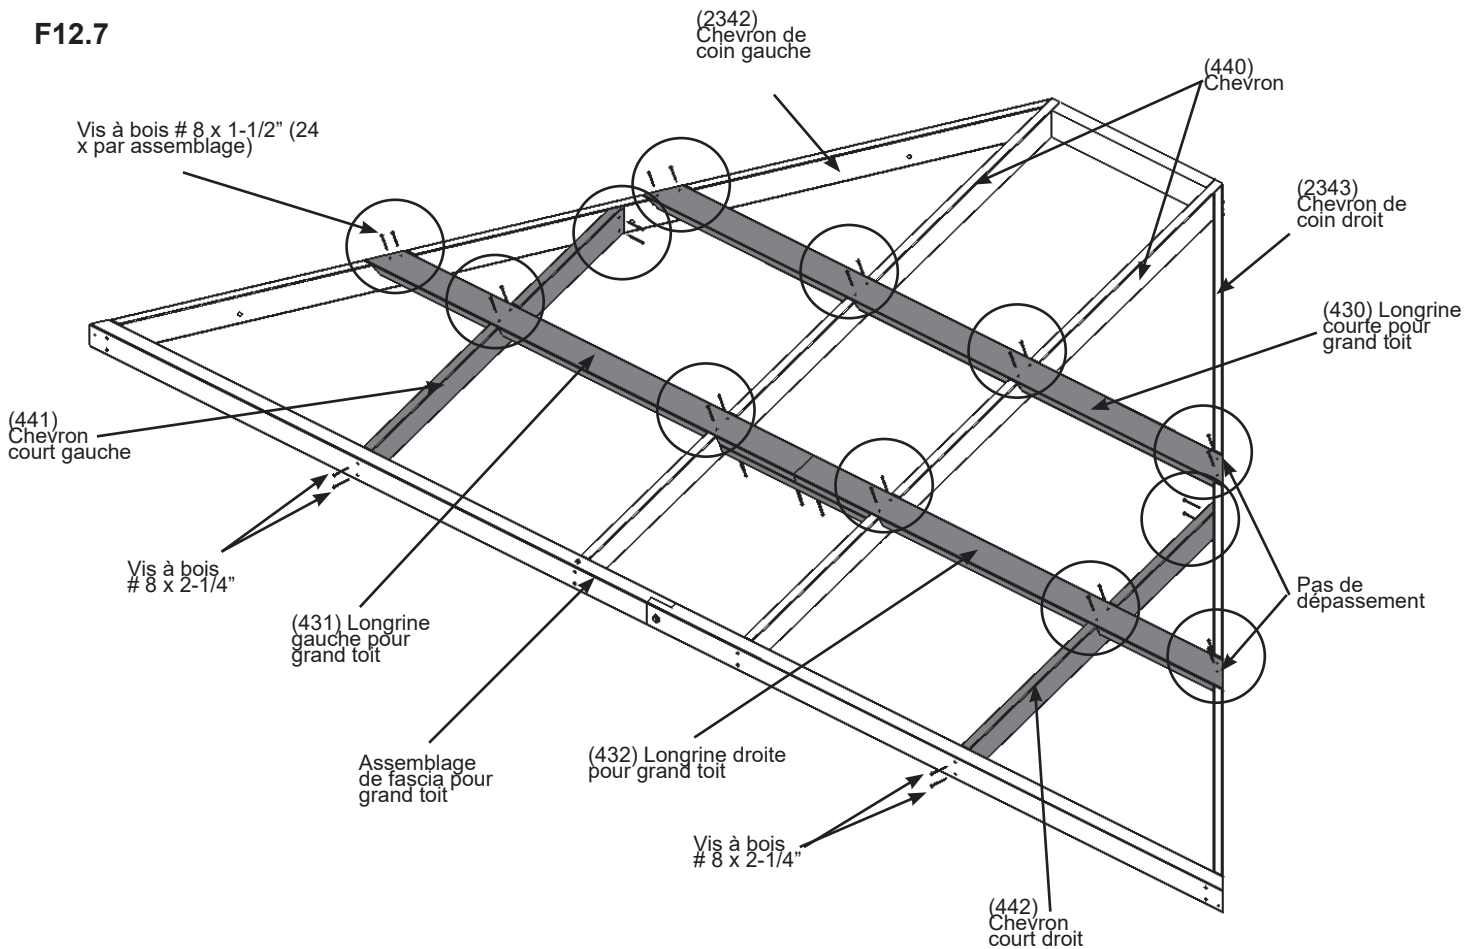 F12.7
(2342)
Chevron de
coin gauche
(440)
Chevron
Vis à bois # 8 x 1-1/2” (24
x par assemblage)
(2343)
Chevron de
coin droit
(430) Longrine
courte pour
grand toit
(441)
Chevron
court gauche
Vis à bois
# 8 x 2-1/4”
(431) Longrine
gauche pour
grand toit
Pas de
dépassement
Assemblage
de fascia pour
grand toit
(432) Longrine droite
pour grand toit
Vis à bois
# 8 x 2-1/4”
(442)
Chevron
court droit